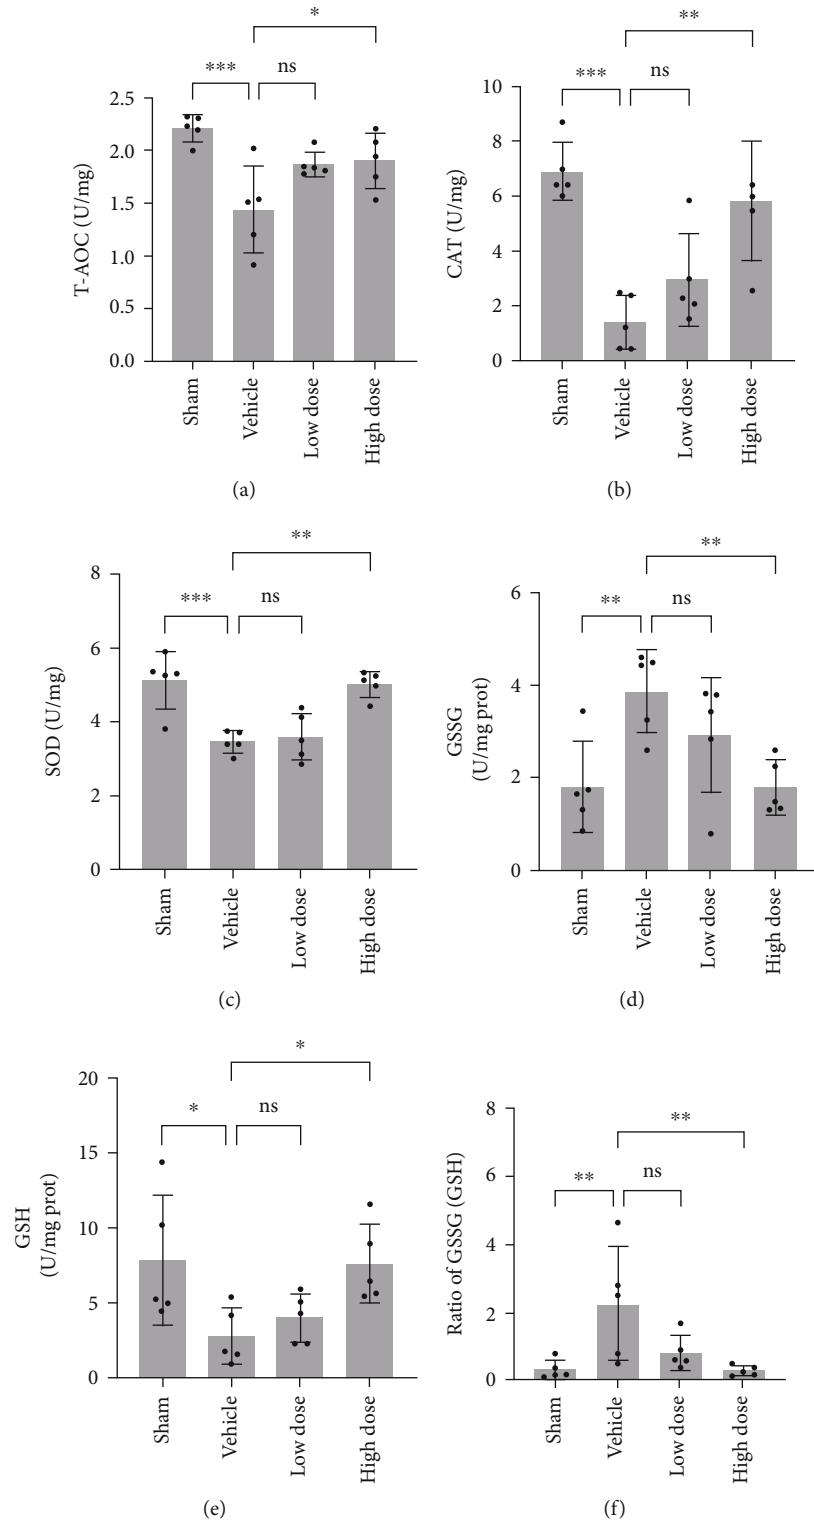 *
***
ns
2.5
2.0
1.5
1.0
0.5
0.0
T-AOC (U/mg)
Sham
Vehicle
Low dose
High dose
(a)
**
***
ns
10
8
6
4
2
0
CAT (U/mg)
Sham
Vehicle
Low dose
High dose
(b)
**
***
ns
8
6
4
2
0
SOD (U/mg)
Sham
Vehicle
Low dose
High dose
(c)
**
**
ns
6
4
2
0
GSSG
(U/mg prot)
Sham
Vehicle
Low dose
High dose
(d)
*
*
ns
20
15
10
5
0
GSH
(U/mg prot)
Sham
Vehicle
Low dose
High dose
(e)
**
**
ns
8
6
4
2
0
Ratio of GSSG (GSH)
Sham
Vehicle
Low dose
High dose
(f)